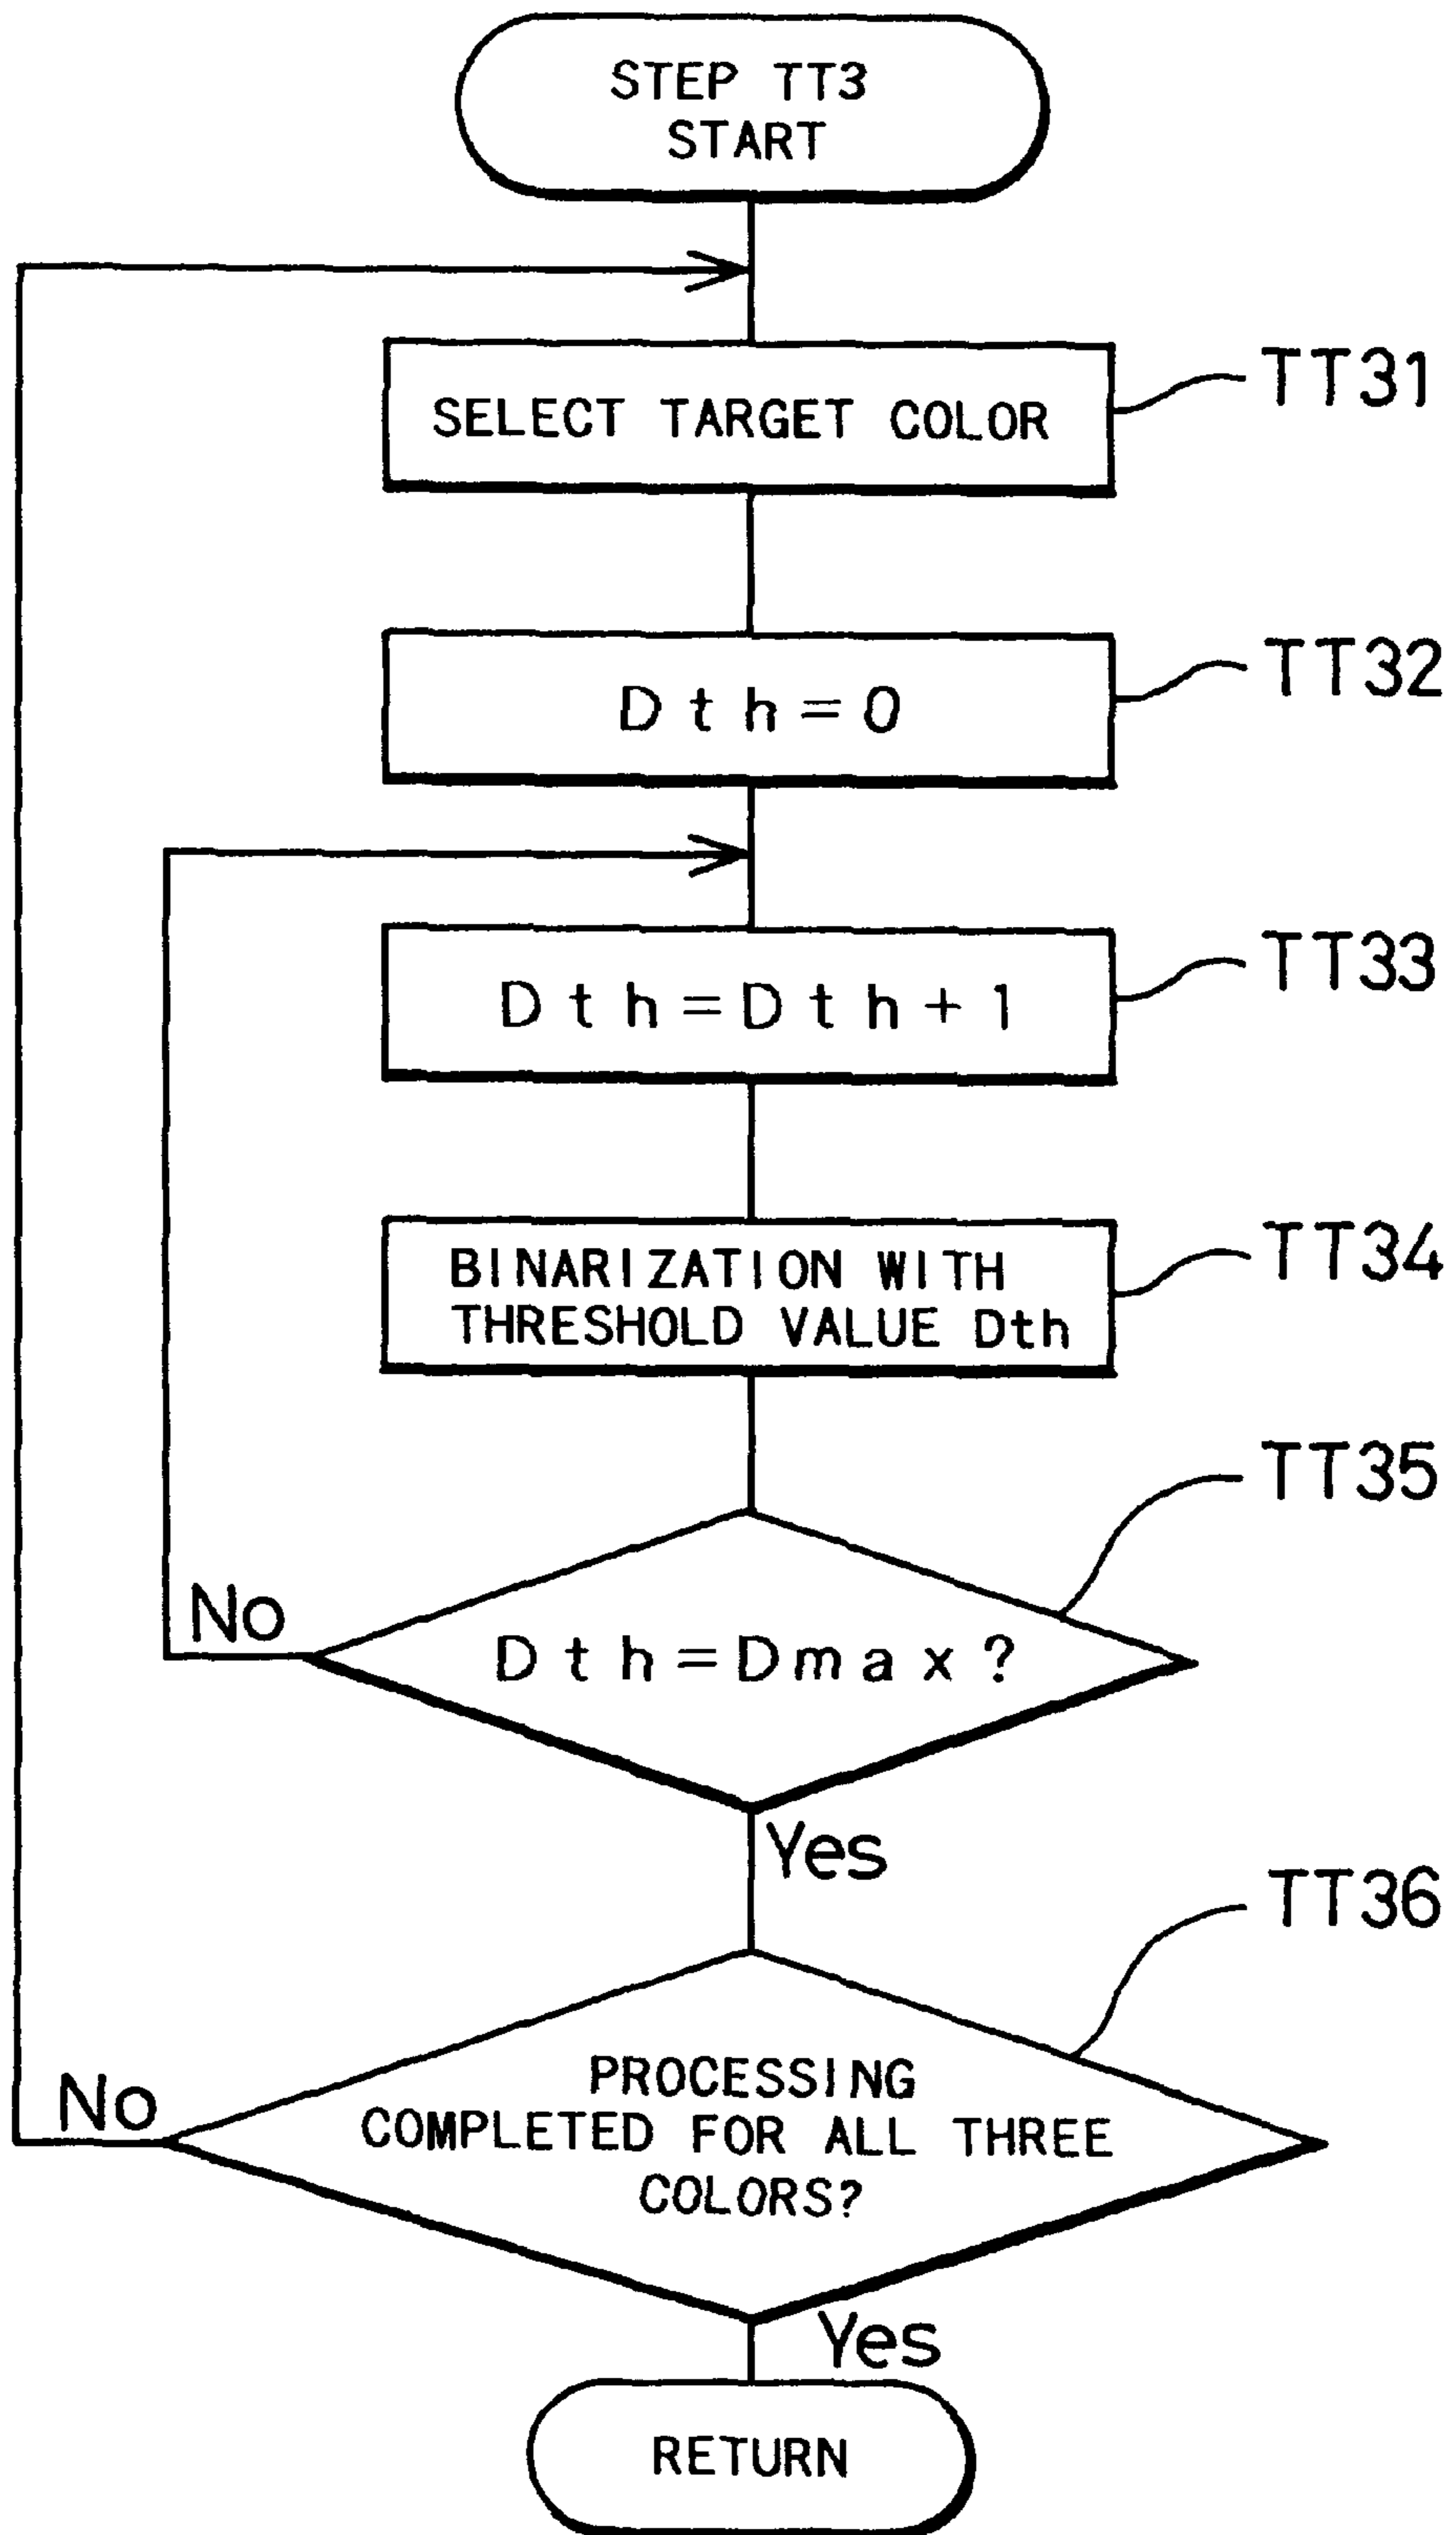 STEP TT3
START
SELECT TARGET COLOR
TT31
Dth=0
TT32
Dth=Dth+1
TT33
BINARIZATION WITH
THRESHOLD VALUE Dth
TT34
TT35
No
Dth=Dmax?
Yes
TT36
No
PROCESSING
COMPLETED FOR ALL THREE
COLORS?
Yes
RETURN